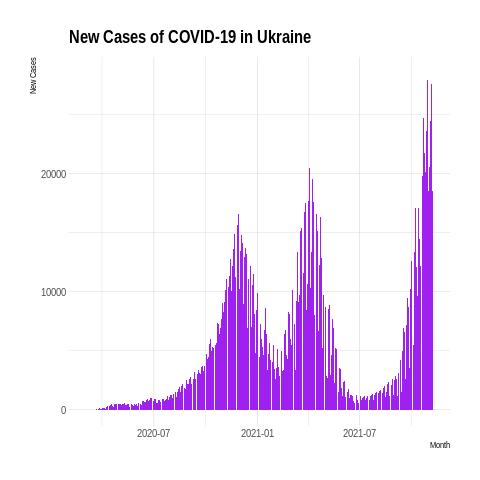 New Cases of COVID-19 in Ukraine
New Cases
20000
10000
0
2020-07
2021-01
2021-07
Month